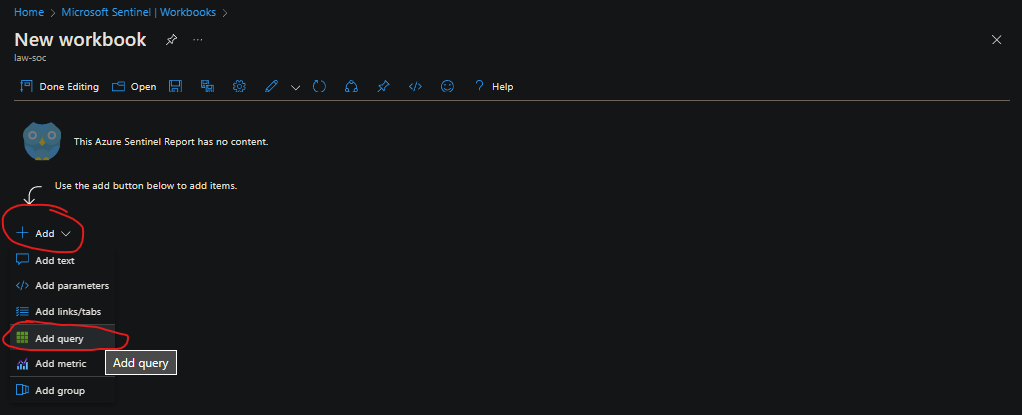 Home > Microsoft Sentinel | Workbooks >
New workbook ...
law-soc
Done Editing Open Help
This Azure Sentinel Report has no content.
Use the add button below to add items.
Add
Add text
Add parameters
Add links/tabs
Add query
Add metric
Add query
Add group